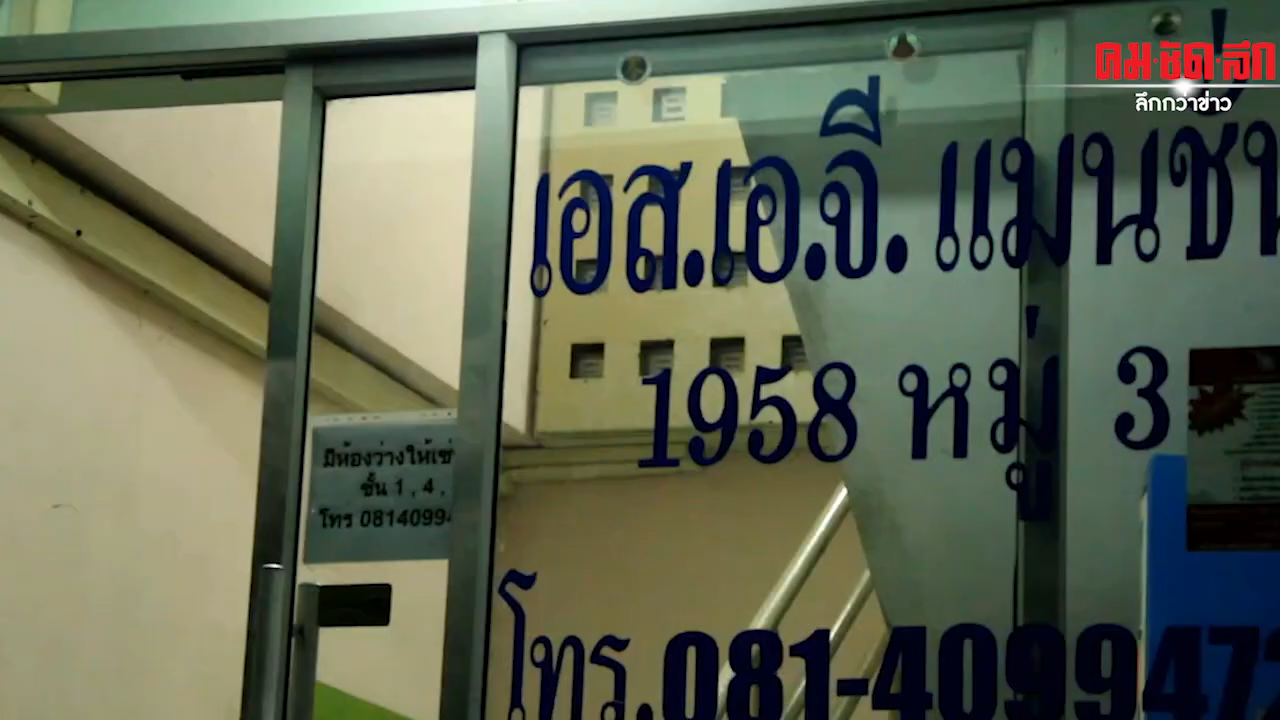 คม·ชัด·ลึก
ลึกกว่าข่าว
เอส.เอ.จี. แมนชั่น
1958 หมู่ 3
มีห้องว่างให้เช่า
ชั้น 1 , 4 ,
โทร 08140994
โทร.081-409947